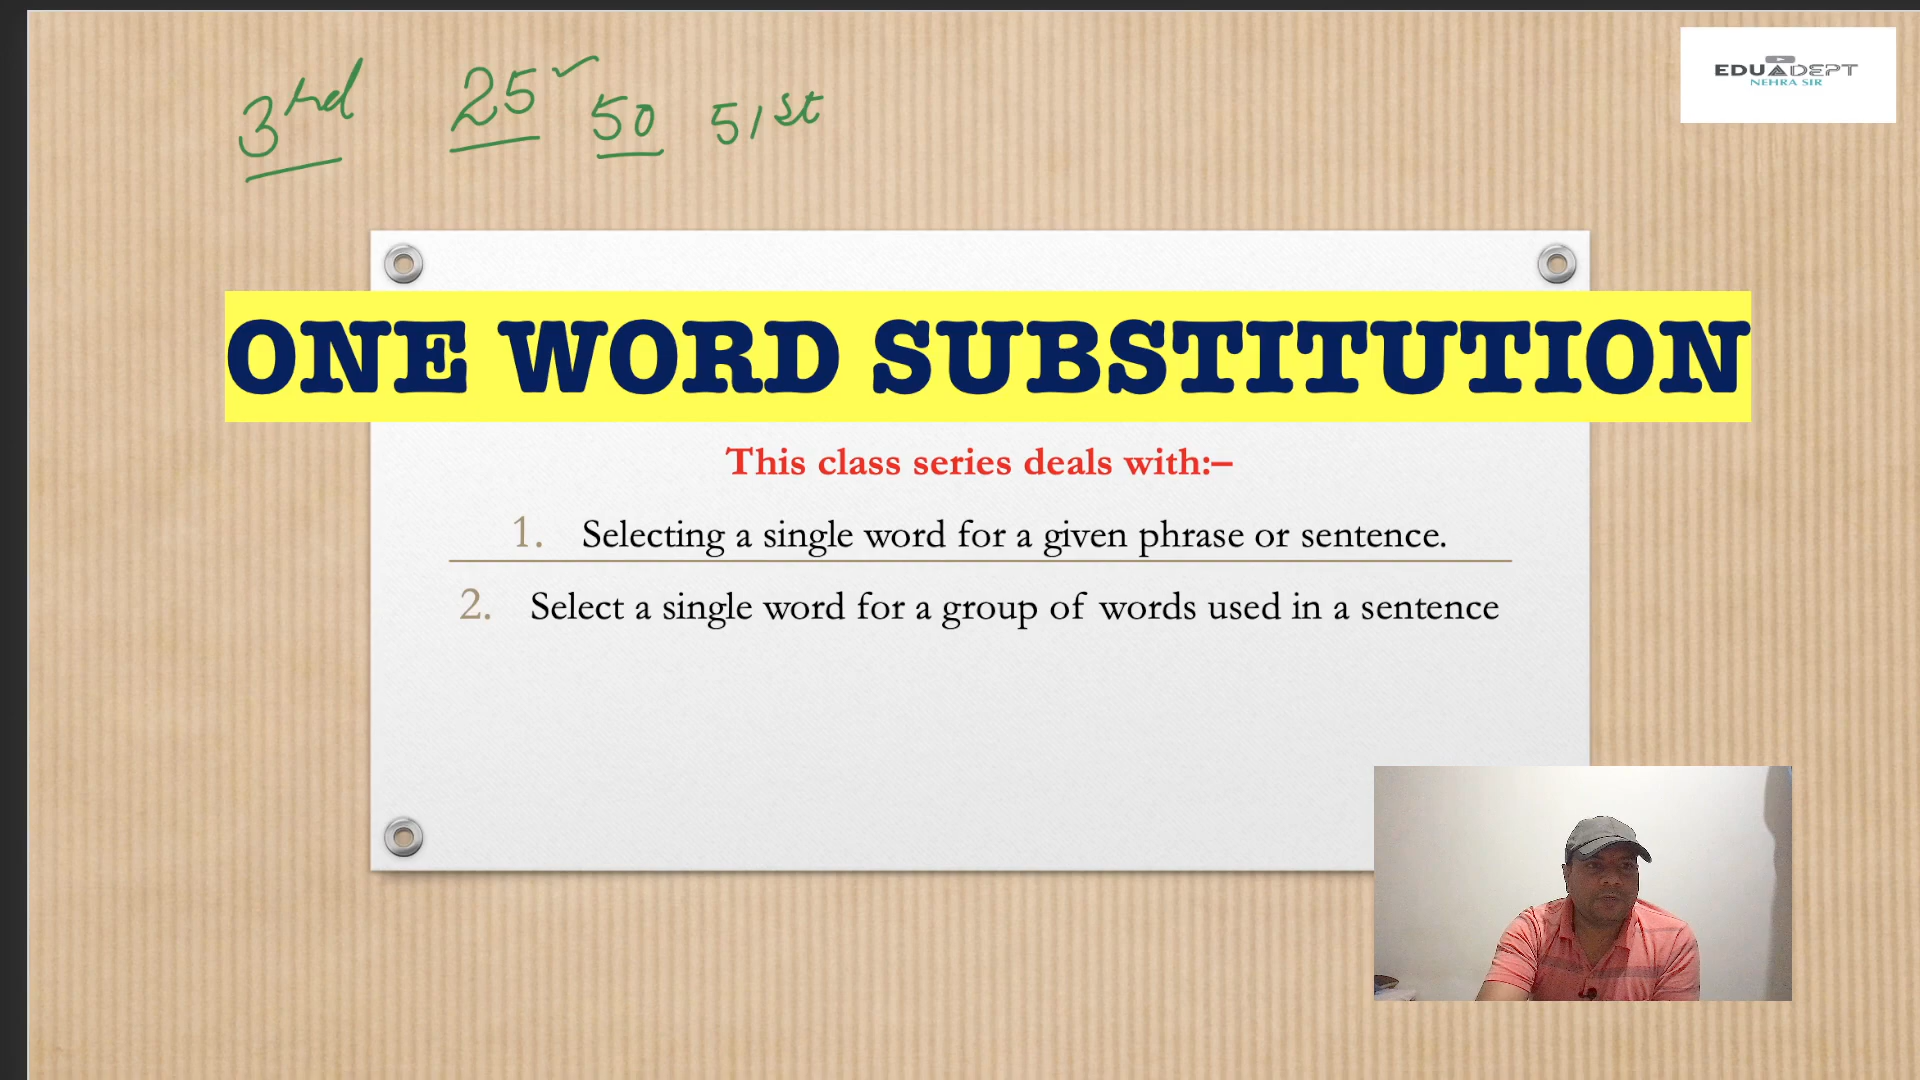 3rd 25 50 51st
EDUADEPT
NEHRA SIR
ONE WORD SUBSTITUTION
This class series deals with:–
1. Selecting a single word for a given phrase or sentence.
2. Select a single word for a group of words used in a sentence